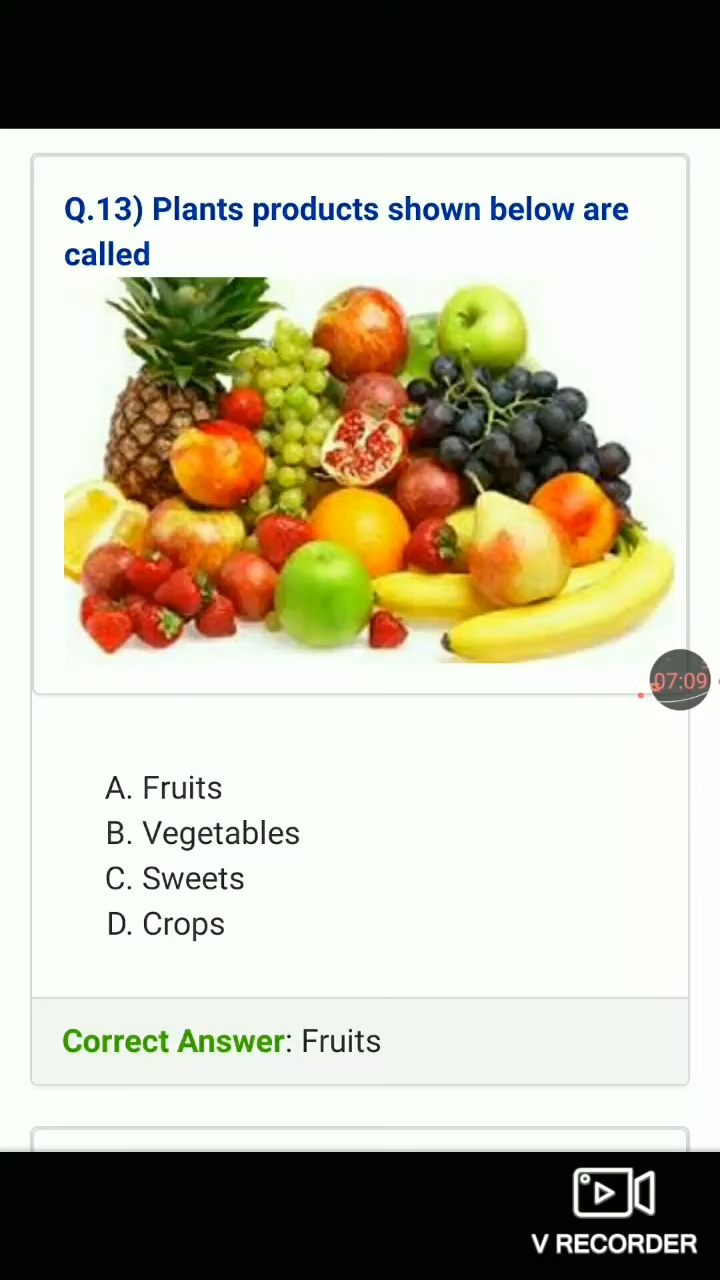 Q.13) Plants products shown below are
called
07:09
A. Fruits
B. Vegetables
C. Sweets
D. Crops
Correct Answer: Fruits
V RECORDER